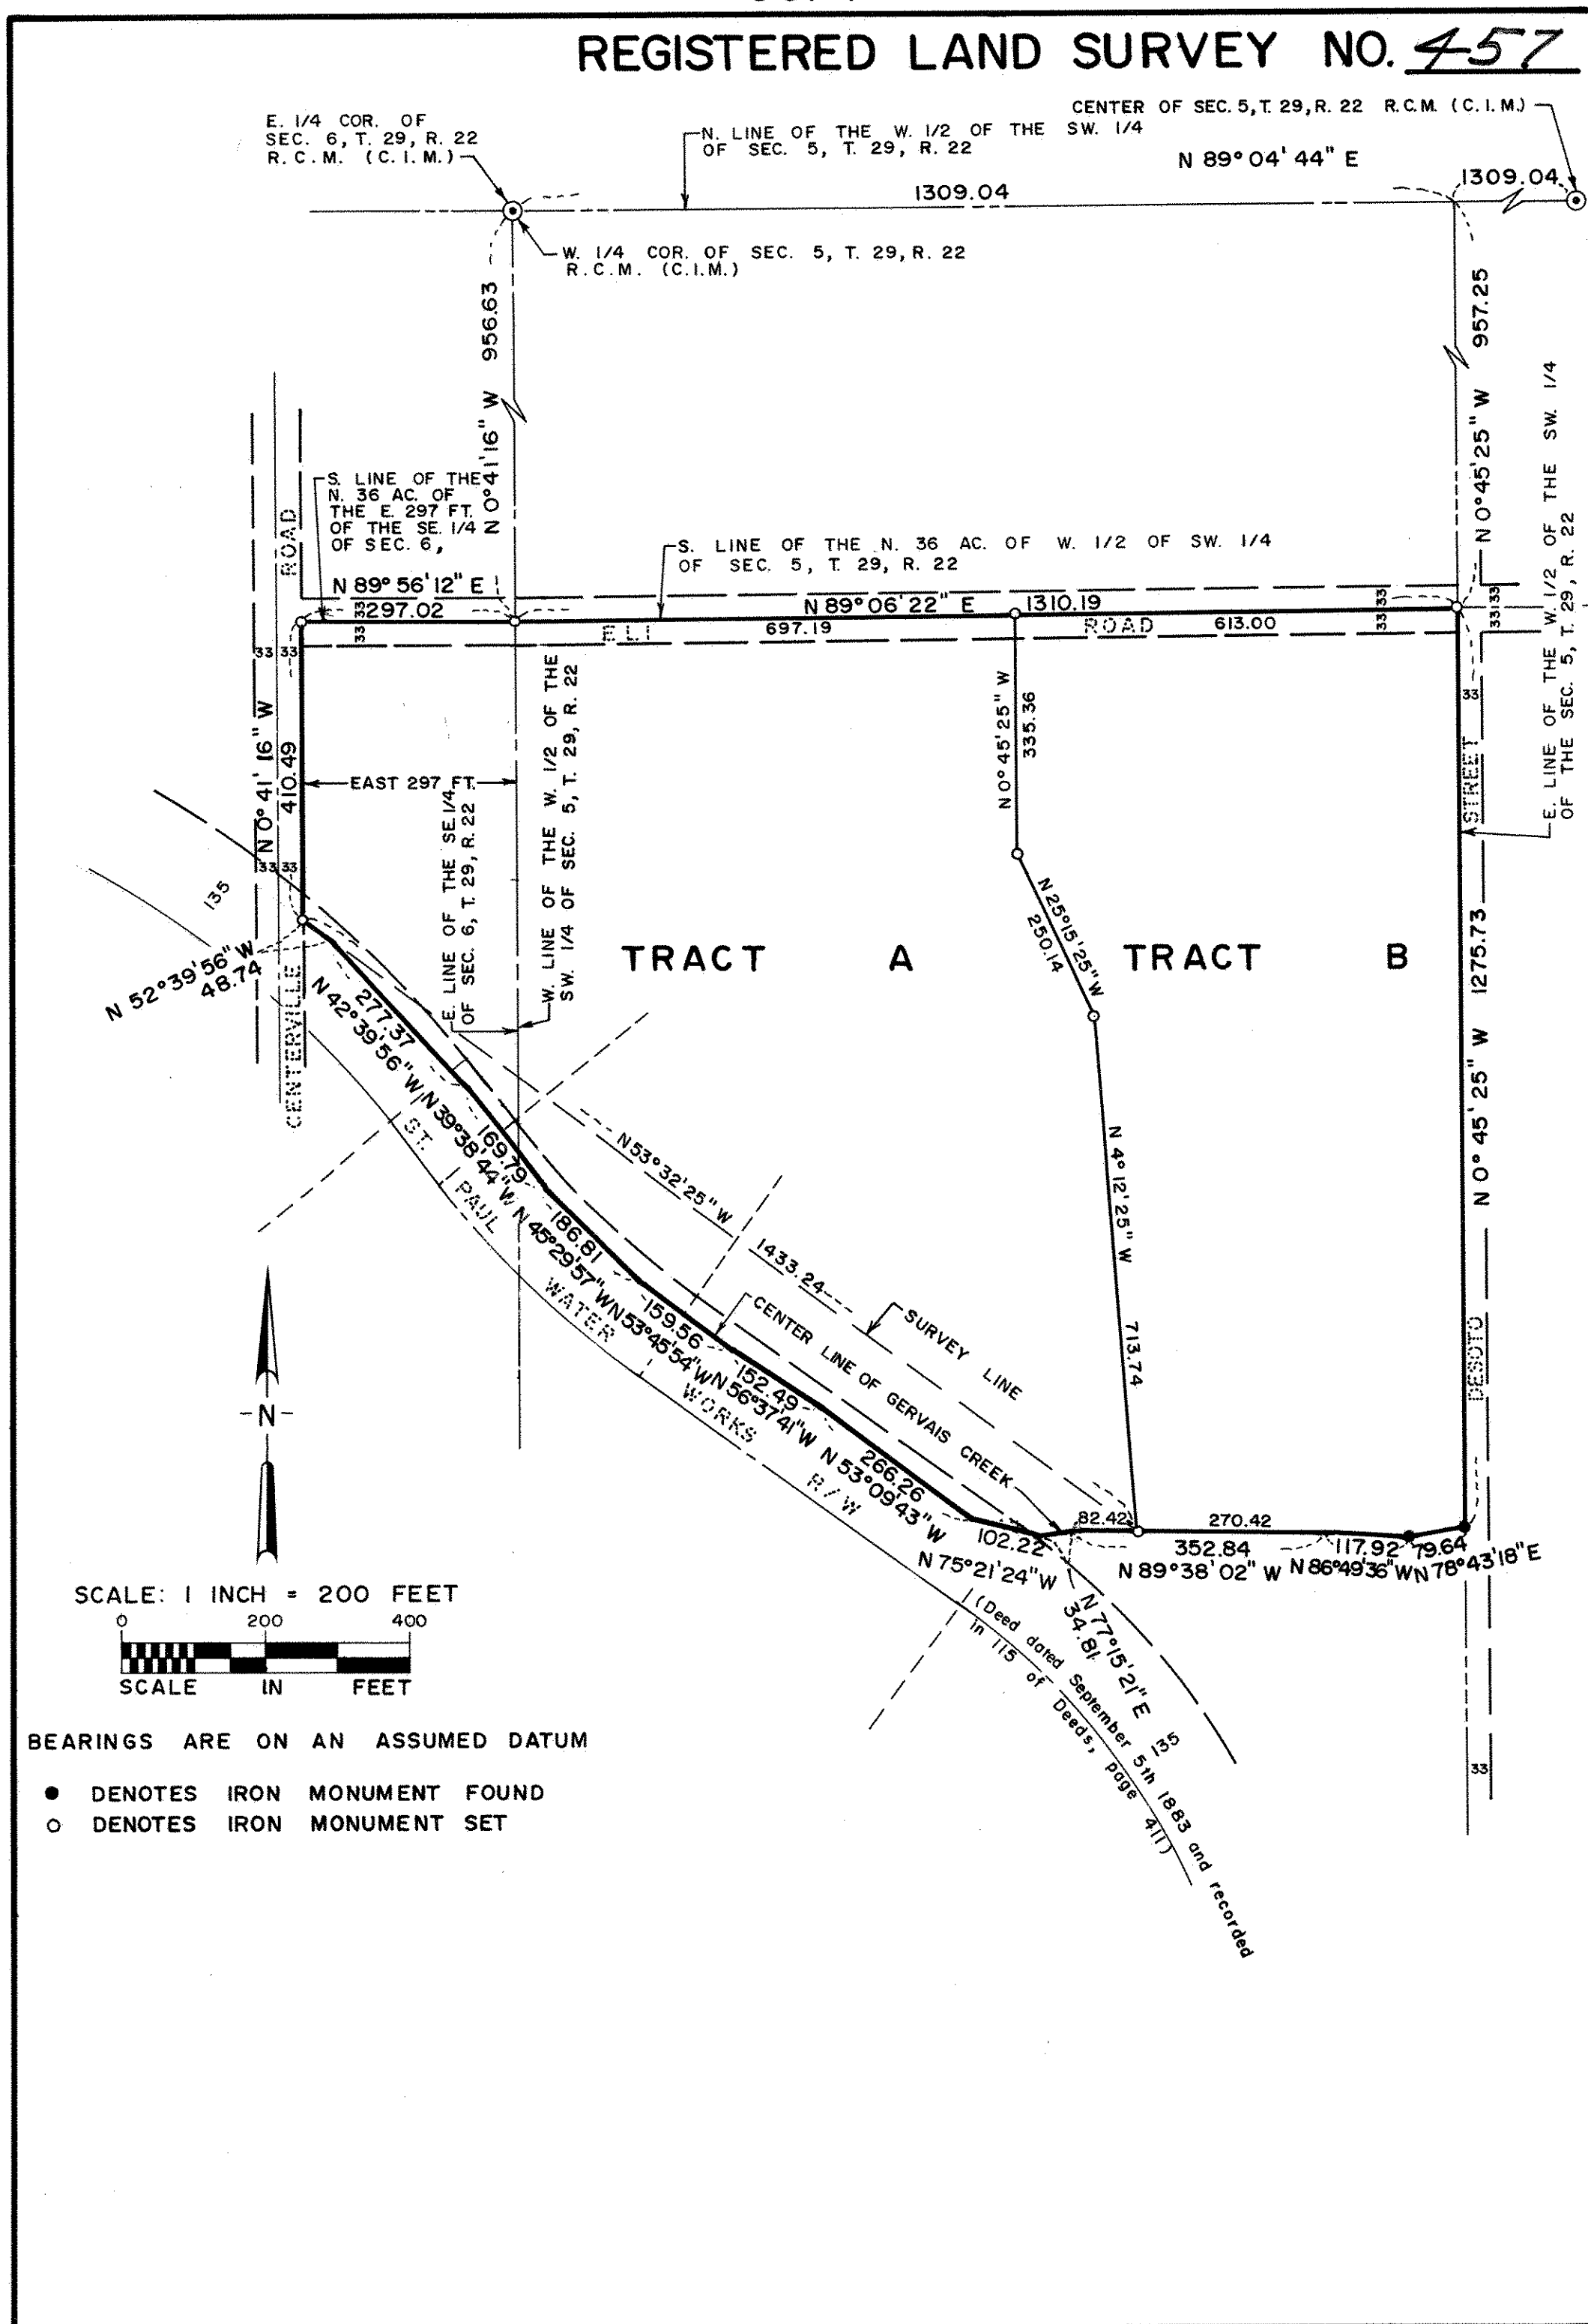 REGISTERED LAND SURVEY NO. 457
E. 1/4 COR. OF
SEC. 6, T. 29, R. 22
R.C.M. (C.I.M.)
N. LINE OF THE W. 1/2 OF THE SW. 1/4
OF SEC. 5, T. 29, R. 22
CENTER OF SEC. 5, T. 29, R. 22 R.C.M. (C.I.M.)
N 89° 04' 44" E
1309.04
1309.04
W. 1/4 COR. OF SEC. 5, T. 29, R. 22
R.C.M. (C.I.M.)
N 0° 41' 16" W 956.63
N 0° 45' 25" W 957.25
E. LINE OF THE W. 1/2 OF THE SW. 1/4
OF THE SEC. 5, T. 29, R. 22
S. LINE OF THE
N. 36 AC. OF
THE E. 297 FT.
OF THE SE. 1/4
OF SEC. 6,
ROAD
S. LINE OF THE N. 36 AC. OF W. 1/2 OF SW. 1/4
OF SEC. 5, T. 29, R. 22
N 89° 56' 12" E
297.02
N 89° 06' 22" E 1310.19
33
33
33
33
33 33
33 33
ELI 697.19 ROAD 613.00
33 33
N 0° 41' 16" W
410.49
EAST 297 FT.
E. LINE OF THE SE. 1/4
OF SEC. 6, T. 29, R. 22
W. LINE OF THE W. 1/2 OF THE
SW. 1/4 OF SEC. 5, T. 29, R. 22
N 0° 45' 25" W
335.36
33
STREET
33 33
135
N 25° 15' 25" W
250.14
TRACT A
TRACT B
N 0° 45' 25" W 1275.73
N 52° 39' 56" W
48.74
CENTERVILLE
277.37
N 42° 39' 56" W
169.79
N 39° 38' 44" W
186.81
N 45° 29' 57" W
159.56
N 53° 45' 54" W
152.49
N 56° 37' 41" W
266.26
N 53° 09' 43" W
102.22
N 75° 21' 24" W
ST. PAUL WATER WORKS R/W
N 53° 32' 25" W 1433.24
SURVEY LINE
CENTER LINE OF GERVAIS CREEK
N 4° 12' 25" W 713.74
DESOTO
82.42
270.42
352.84
N 89° 38' 02" W
117.92
N 86° 49' 36" W
79.64
N 78° 43' 18" E
N 77° 15' 21" E
34.81
135
(Deed dated September 5th 1883 and recorded
in 115 of Deeds, page 411)
33
N
SCALE: 1 INCH = 200 FEET
0 200 400
SCALE IN FEET
BEARINGS ARE ON AN ASSUMED DATUM
● DENOTES IRON MONUMENT FOUND
○ DENOTES IRON MONUMENT SET